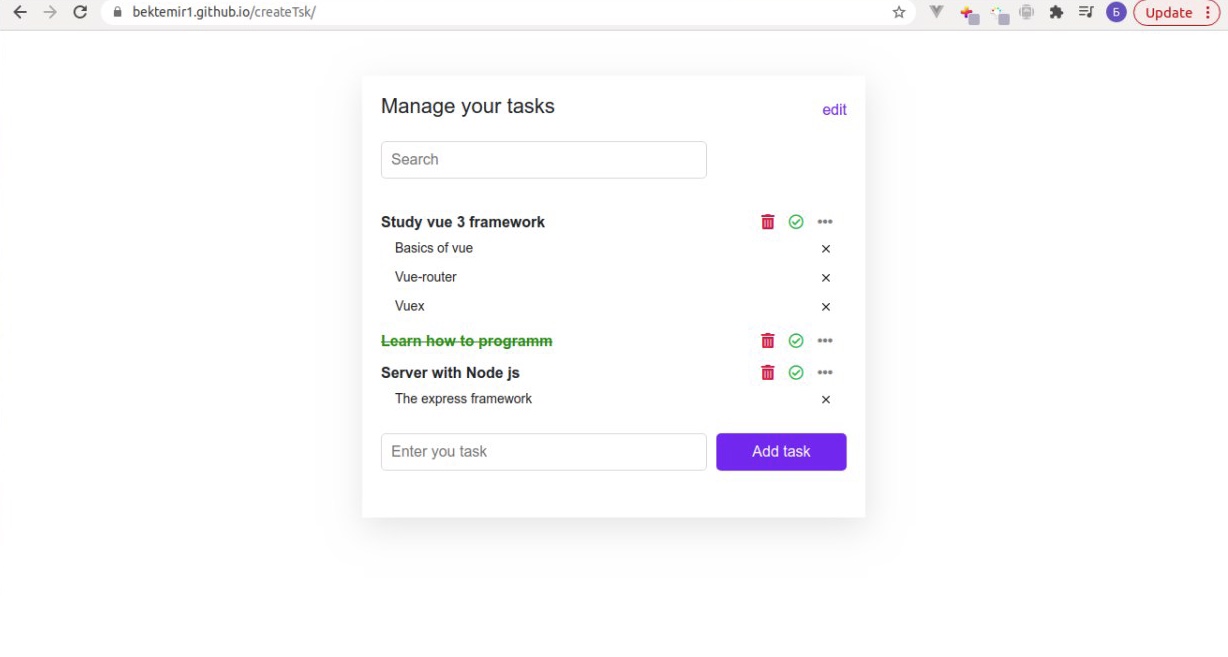 bektemir1.github.io/createTsk/
Б
Update
Manage your tasks
edit
Search
Study vue 3 framework
Basics of vue
Vue-router
Vuex
Learn how to programm
Server with Node js
The express framework
Enter you task
Add task